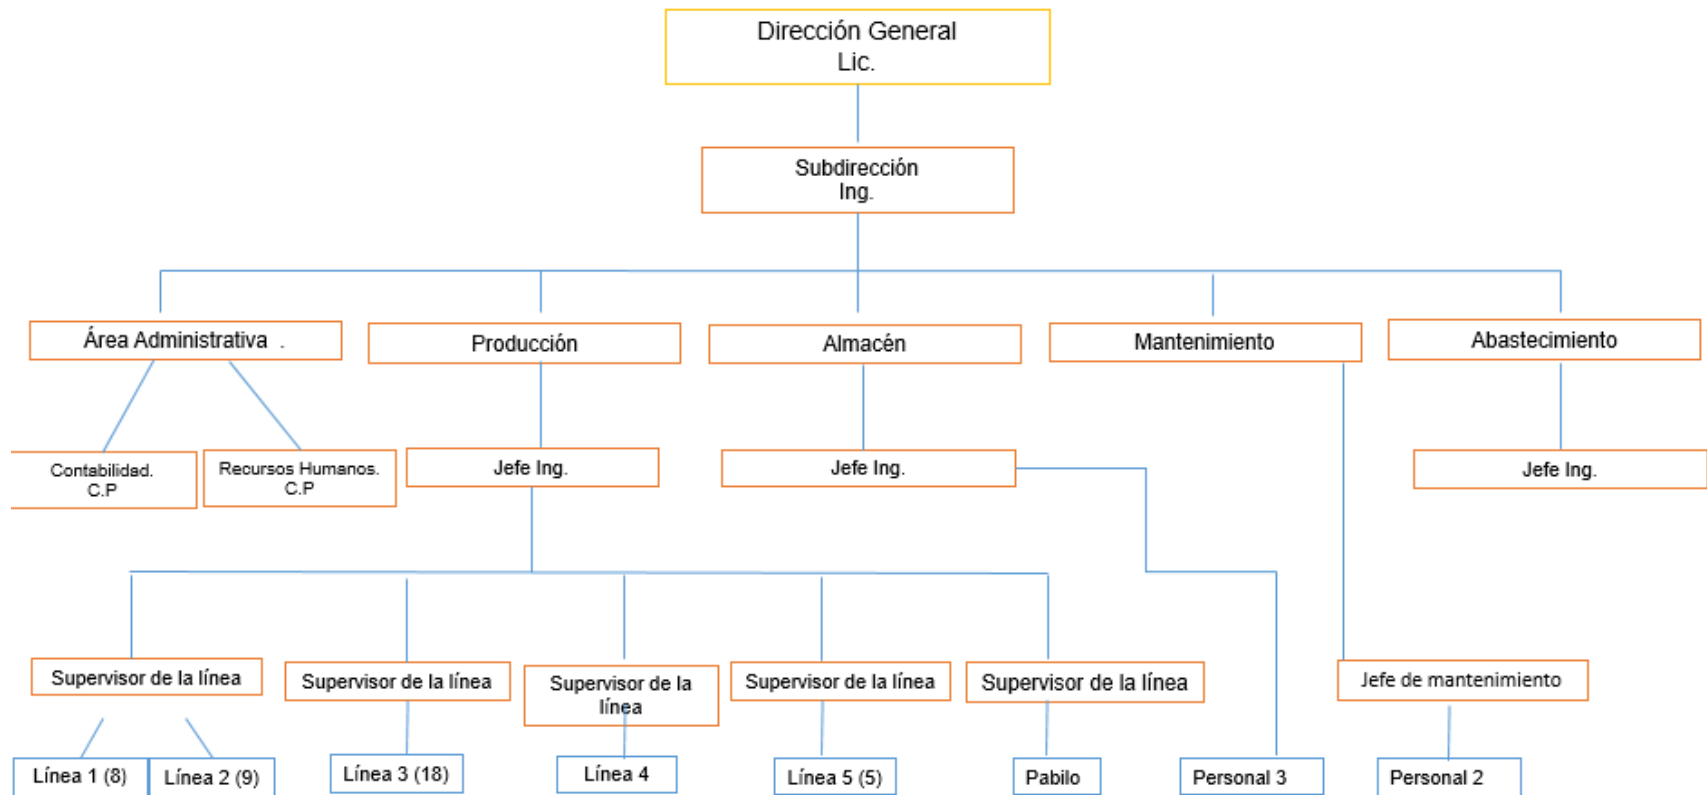 Dirección General
Lic.
Subdirección
Ing.
Área Administrativa .
Producción
Almacén
Mantenimiento
Abastecimiento
Contabilidad.
C.P
Recursos Humanos.
C.P
Jefe Ing.
Jefe Ing.
Jefe Ing.
Supervisor de la línea
Supervisor de la línea
Supervisor de la
línea
Supervisor de la línea
Supervisor de la línea
Jefe de mantenimiento
Línea 1 (8)
Línea 2 (9)
Línea 3 (18)
Línea 4
Línea 5 (5)
Pabilo
Personal 3
Personal 2